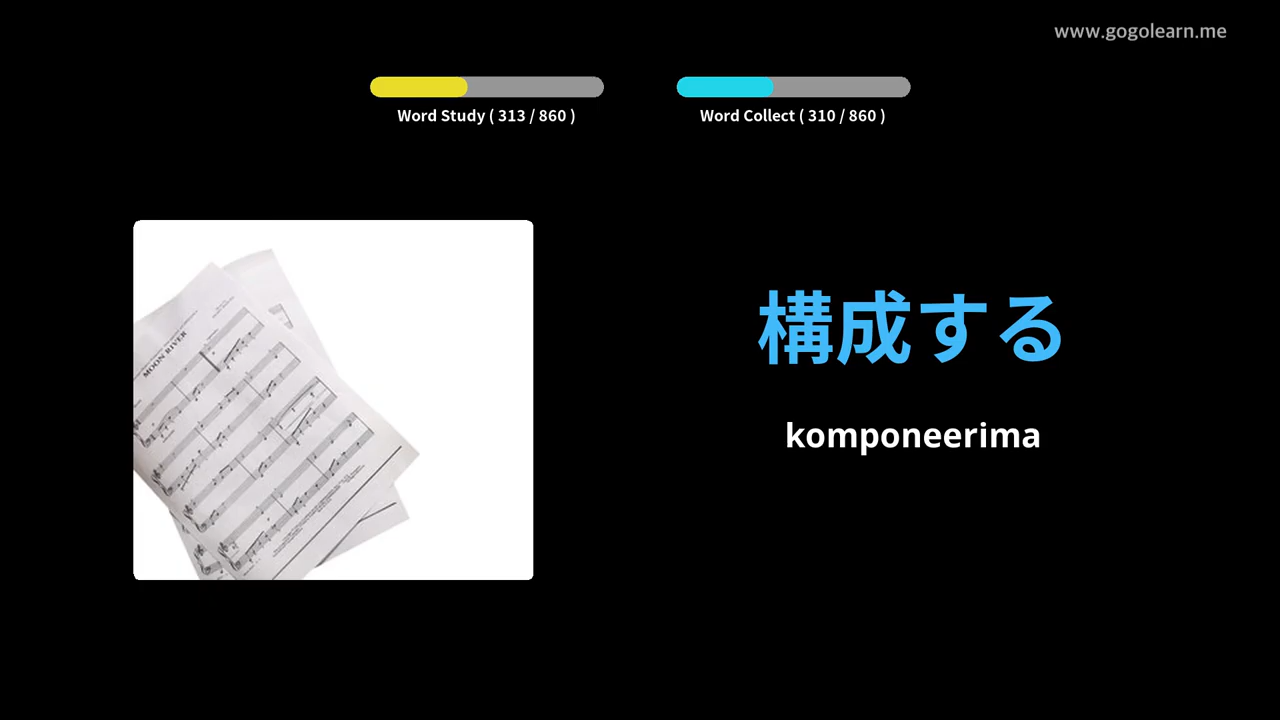 www.gogolearn.me
Word Study ( 313 / 860 )
Word Collect ( 310 / 860 )
MOON RIVER
構成する
komponeerima